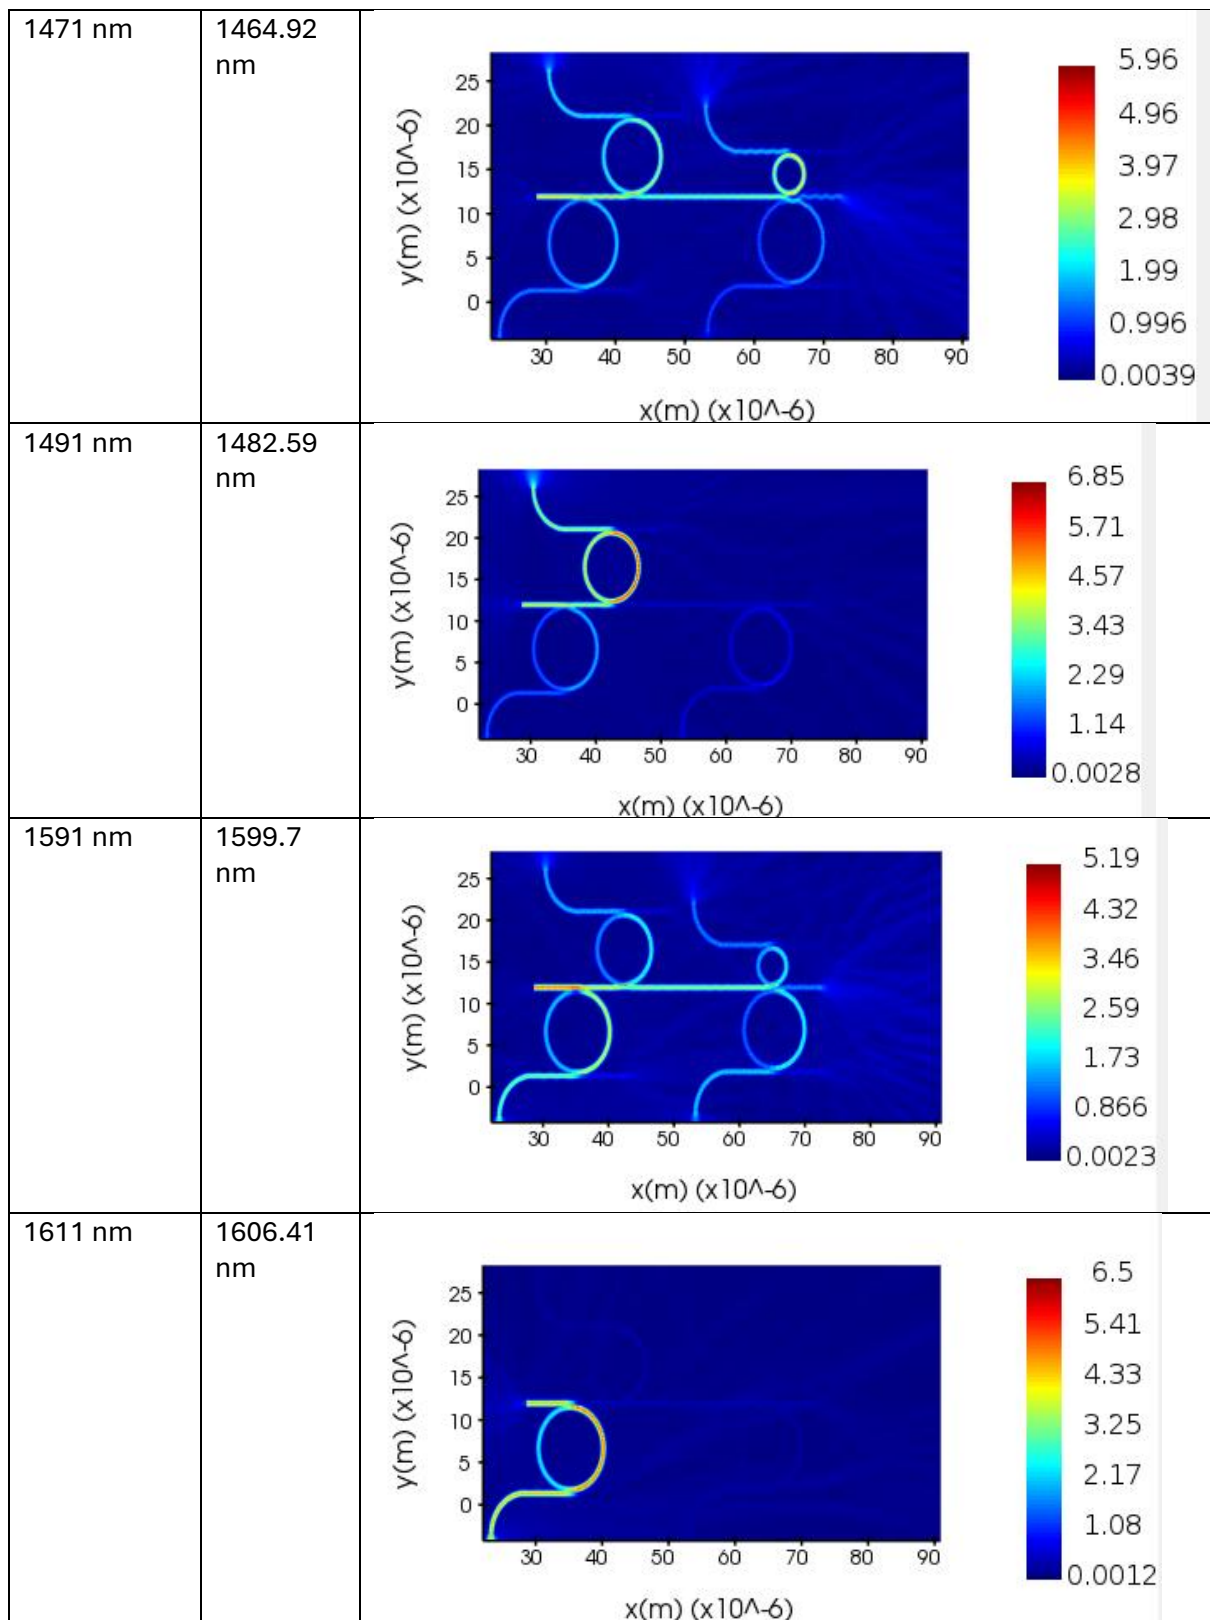 1471 nm
1464.92
nm
25
20
15
10
5
0
y(m) (x10^-6)
30 40 50 60 70 80 90
x(m) (x10^-6)
5.96
4.96
3.97
2.98
1.99
0.996
0.0039
1491 nm
1482.59
nm
25
20
15
10
5
0
y(m) (x10^-6)
30 40 50 60 70 80 90
x(m) (x10^-6)
6.85
5.71
4.57
3.43
2.29
1.14
0.0028
1591 nm
1599.7
nm
25
20
15
10
5
0
y(m) (x10^-6)
30 40 50 60 70 80 90
x(m) (x10^-6)
5.19
4.32
3.46
2.59
1.73
0.866
0.0023
1611 nm
1606.41
nm
25
20
15
10
5
0
y(m) (x10^-6)
30 40 50 60 70 80 90
x(m) (x10^-6)
6.5
5.41
4.33
3.25
2.17
1.08
0.0012